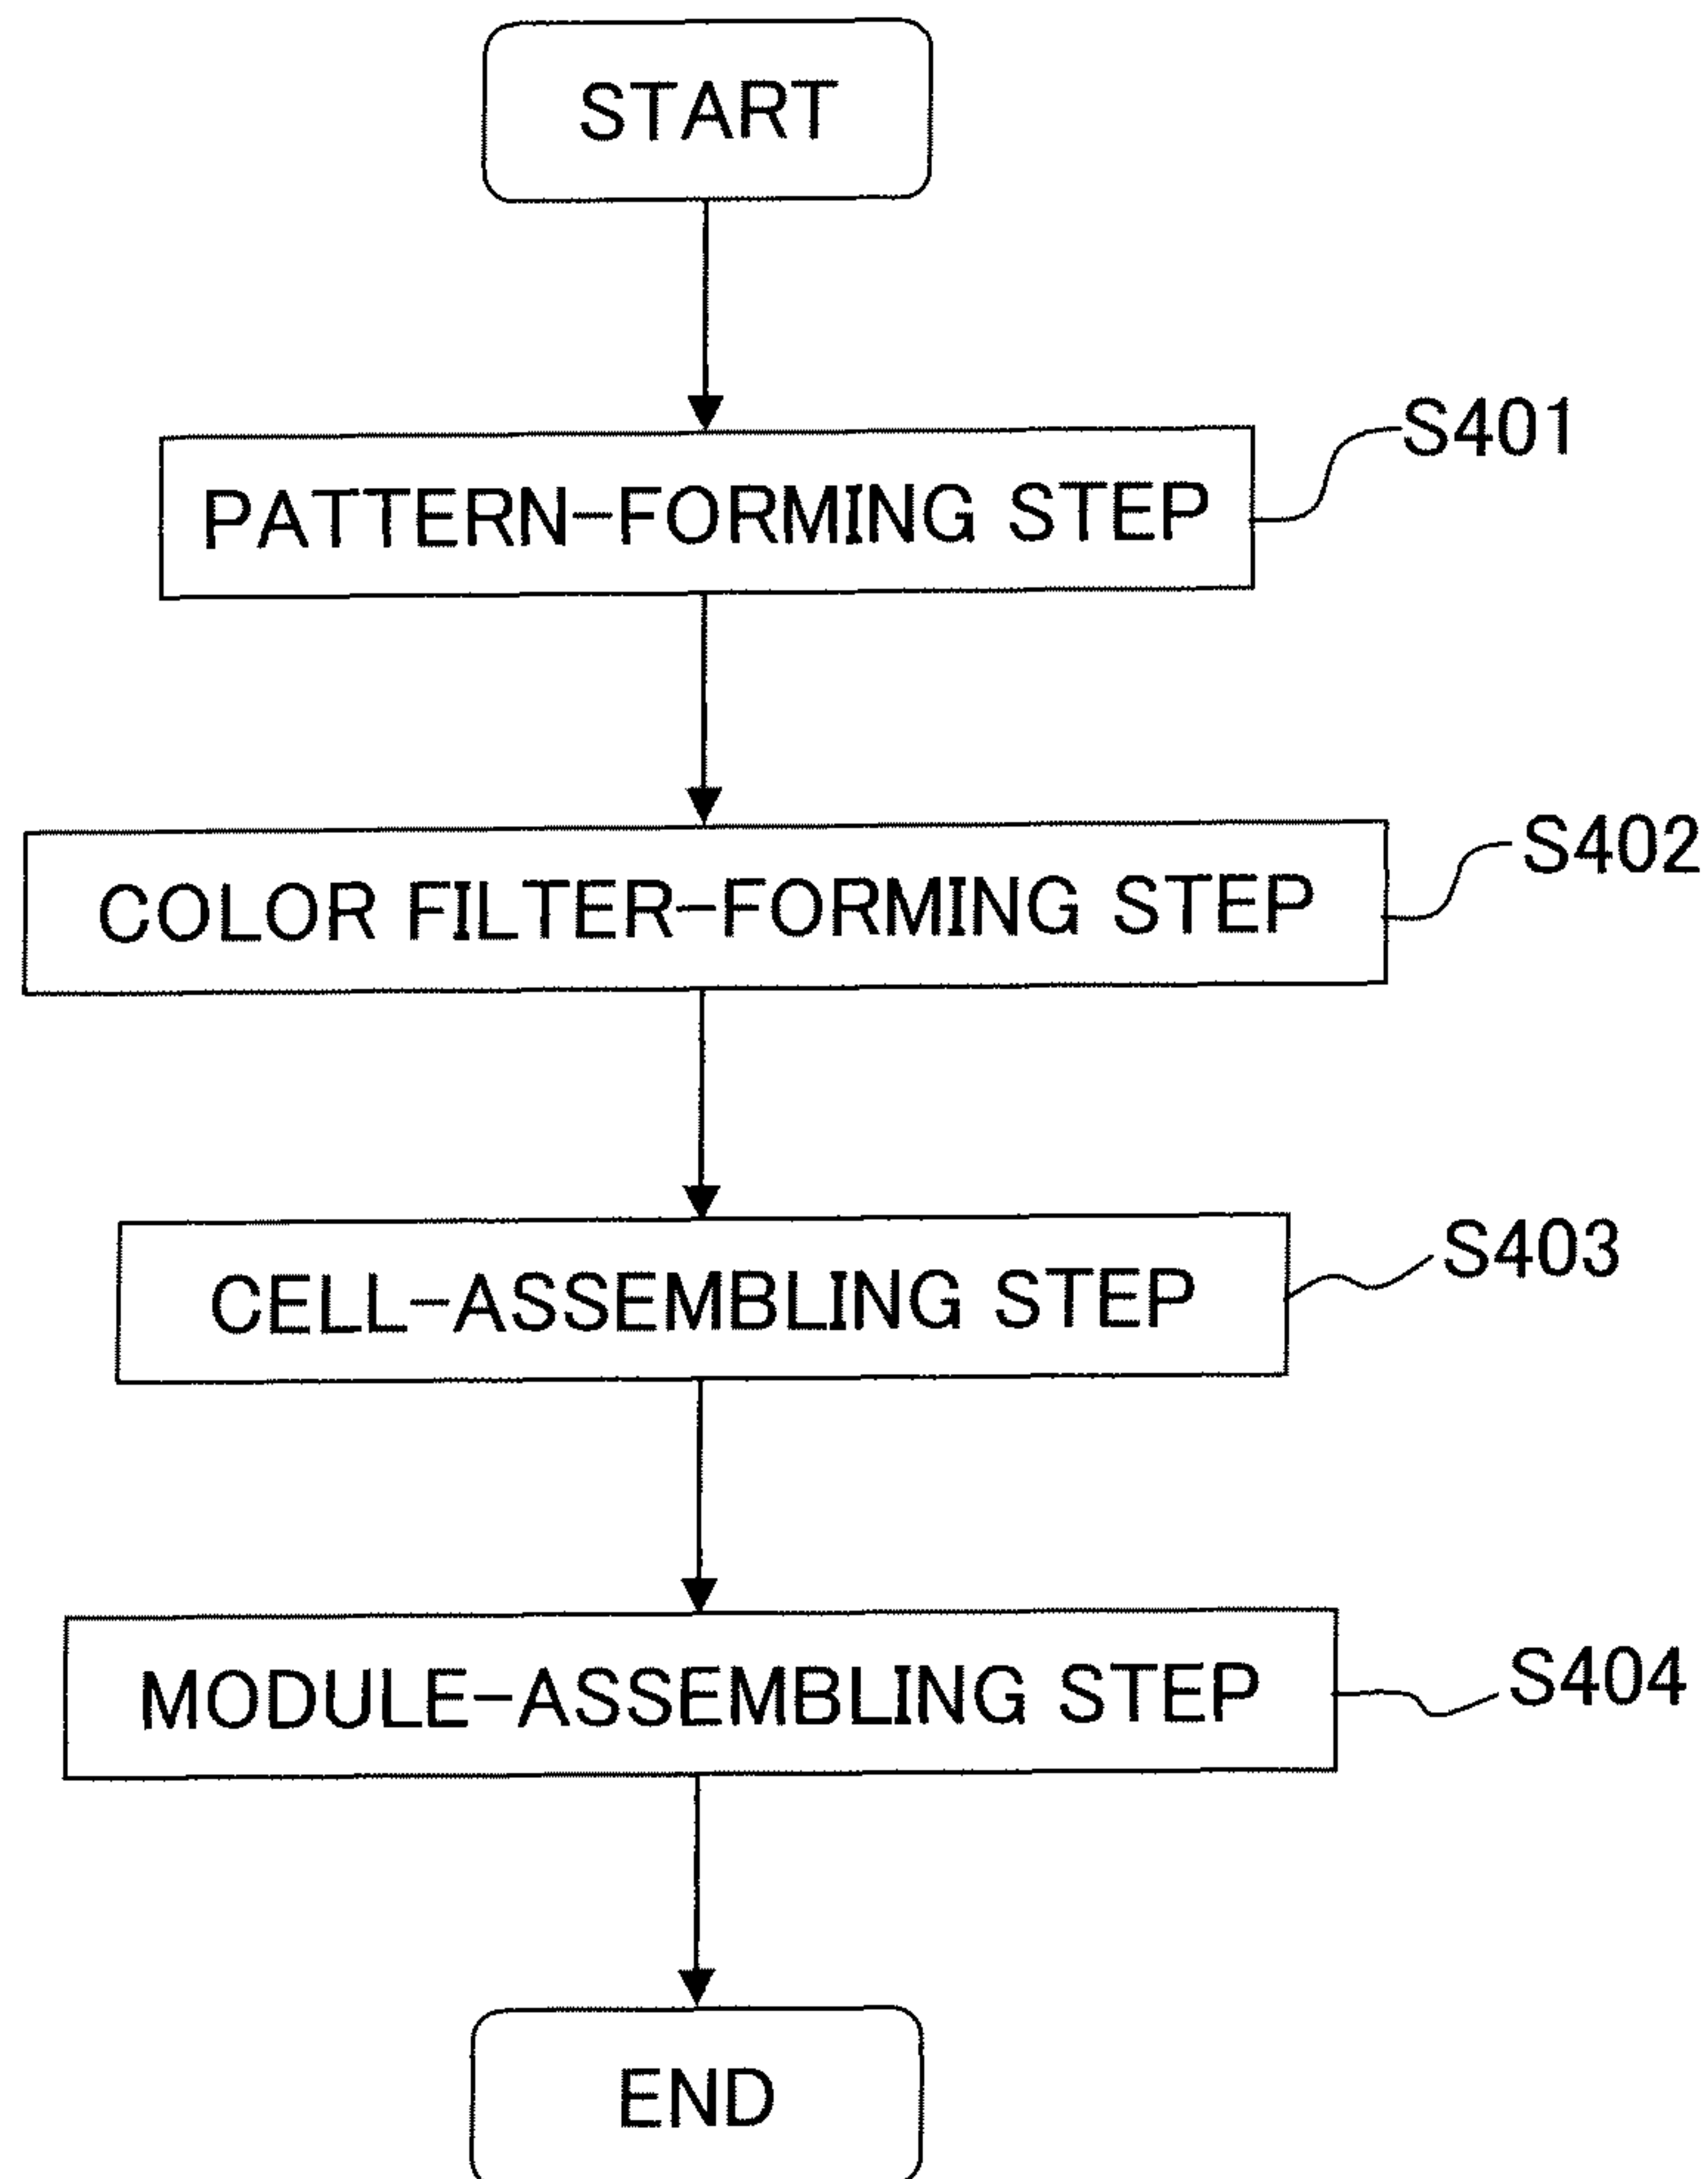 START
PATTERN-FORMING STEP
S401
COLOR FILTER-FORMING STEP
S402
CELL-ASSEMBLING STEP
S403
MODULE-ASSEMBLING STEP
S404
END